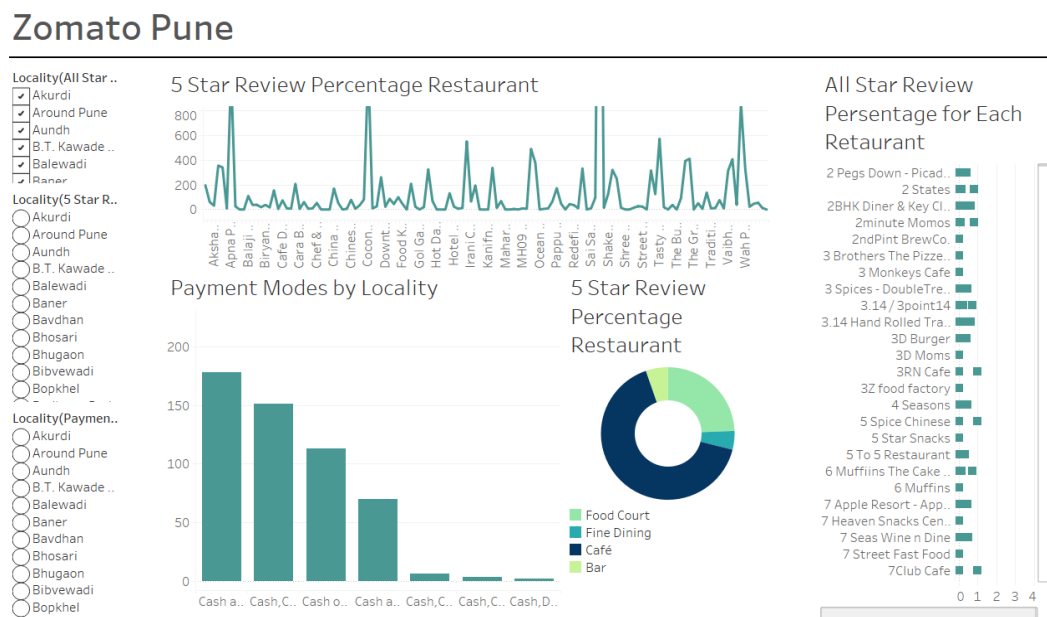 Zomato Pune
Locality(All Star ..
Akurdi
Around Pune
Aundh
B.T. Kawade ..
Balewadi
Baner
Locality(5 Star R..
Akurdi
Around Pune
Aundh
B.T. Kawade ..
Balewadi
Baner
Bavdhan
Bhosari
Bhugaon
Bibvewadi
Bopkhel
Locality(Paymen..
Akurdi
Around Pune
Aundh
B.T. Kawade ..
Balewadi
Baner
Bavdhan
Bhosari
Bhugaon
Bibvewadi
Bopkhel
5 Star Review Percentage Restaurant
800
600
400
200
0
Aksha..
Apna P..
Balaji ..
Biryan..
Cafe D..
Cara B..
Chef & ..
China ..
Chines..
Cocon..
Downt..
Food K..
Gol Ga..
Hot Da..
Hotel ..
Irani C..
Kanifn..
Mahar..
MH09 ..
Ocean ..
Pappu ..
Redefi..
Sai Sa..
Shake..
Shree ..
Street ..
Tasty ..
The Bu..
The Gr..
Traditi..
Vaibh..
Wah P..
Payment Modes by Locality
200
150
100
50
0
Cash a..
Cash,C..
Cash o..
Cash a..
Cash,C..
Cash,C..
Cash,D..
5 Star Review
Percentage
Restaurant
Food Court
Fine Dining
Café
Bar
All Star Review
Persentage for Each
Retaurant
2 Pegs Down - Picad..
2 States
2BHK Diner & Key Cl..
2minute Momos
2ndPint BrewCo.
3 Brothers The Pizze..
3 Monkeys Cafe
3 Spices - DoubleTre..
3.14 / 3point14
3.14 Hand Rolled Tra..
3D Burger
3D Moms
3RN Cafe
3Z food factory
4 Seasons
5 Spice Chinese
5 Star Snacks
5 To 5 Restaurant
6 Muffiins The Cake ..
6 Muffins
7 Apple Resort - App..
7 Heaven Snacks Cen..
7 Seas Wine n Dine
7 Street Fast Food
7Club Cafe
0 1 2 3 4